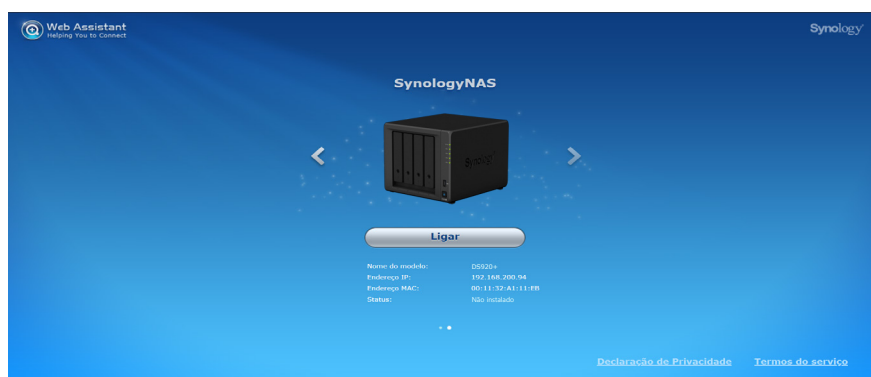 Web Assistant
Helping You to Connect
Synology
SynologyNAS
Synology
Ligar
Nome do modelo: DS920+
Endereço IP: 192.168.200.94
Endereço MAC: 00:11:32:A1:11:EB
Status: Não instalado
Declaração de Privacidade Termos do serviço